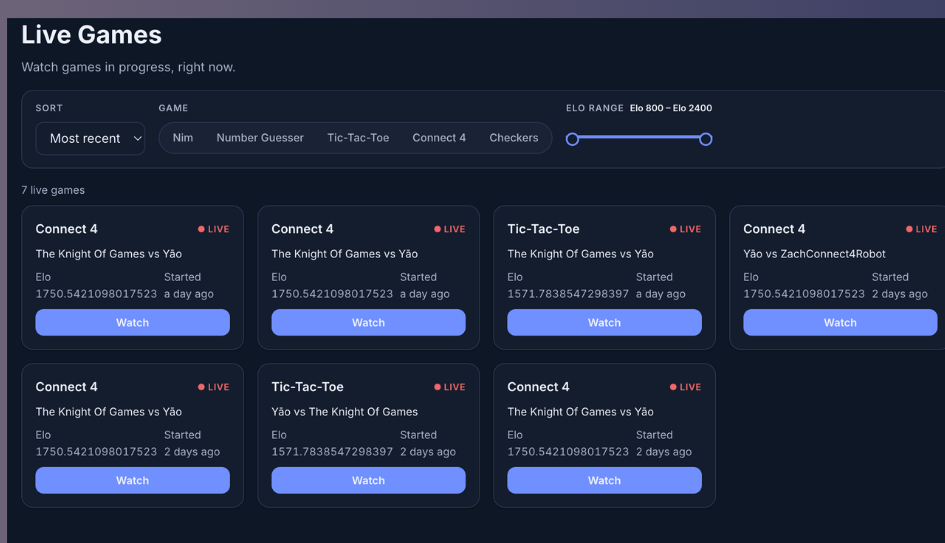 Live Games
Watch games in progress, right now.
SORT
GAME
ELO RANGE Elo 800 – Elo 2400
Most recent
Nim Number Guesser Tic-Tac-Toe Connect 4 Checkers
7 live games
Connect 4 LIVE
The Knight Of Games vs Yāo
Elo Started
1750.5421098017523 a day ago
Watch
Connect 4 LIVE
The Knight Of Games vs Yāo
Elo Started
1750.5421098017523 a day ago
Watch
Tic-Tac-Toe LIVE
The Knight Of Games vs Yāo
Elo Started
1571.7838547298397 a day ago
Watch
Connect 4 LIVE
Yāo vs ZachConnect4Robot
Elo Started
1750.5421098017523 2 days ago
Watch
Connect 4 LIVE
The Knight Of Games vs Yāo
Elo Started
1750.5421098017523 2 days ago
Watch
Tic-Tac-Toe LIVE
Yāo vs The Knight Of Games
Elo Started
1571.7838547298397 2 days ago
Watch
Connect 4 LIVE
The Knight Of Games vs Yāo
Elo Started
1750.5421098017523 2 days ago
Watch